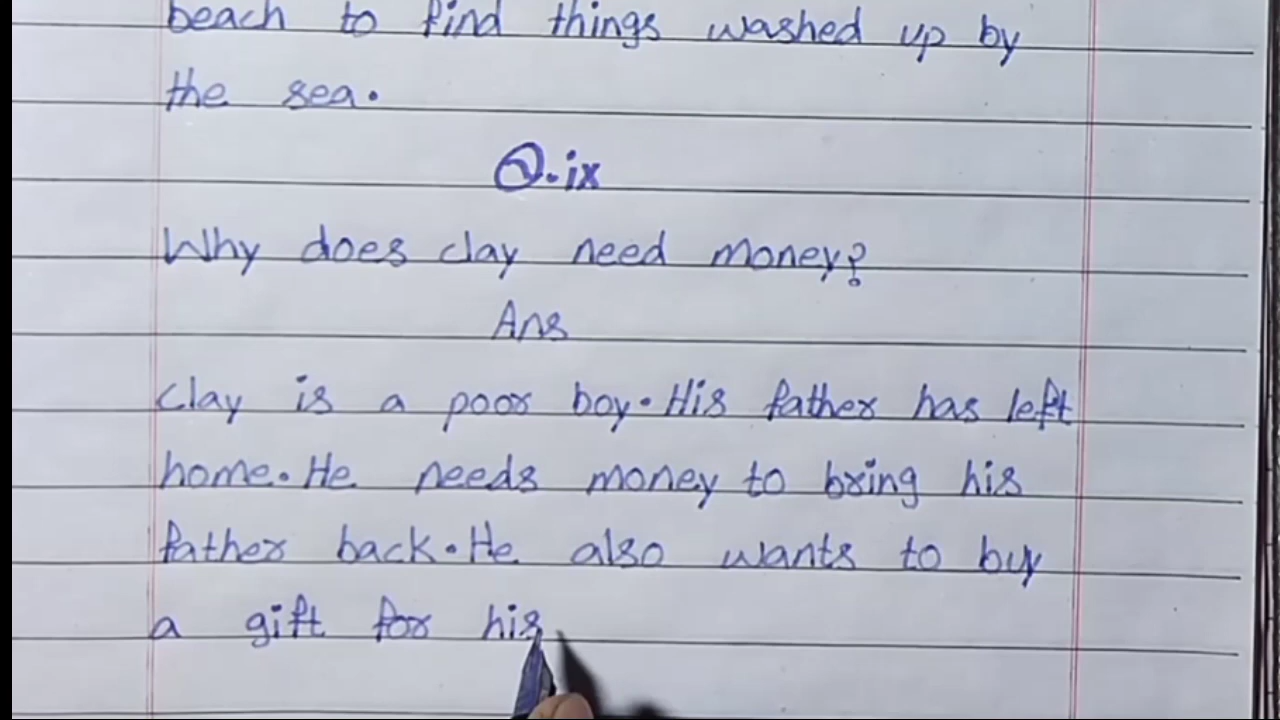 beach to find things washed up by
the sea.
Q.ix
Why does clay need money?
Ans
Clay is a poor boy. His father has left
home. He needs money to bring his
father back. He also wants to buy
a gift for his